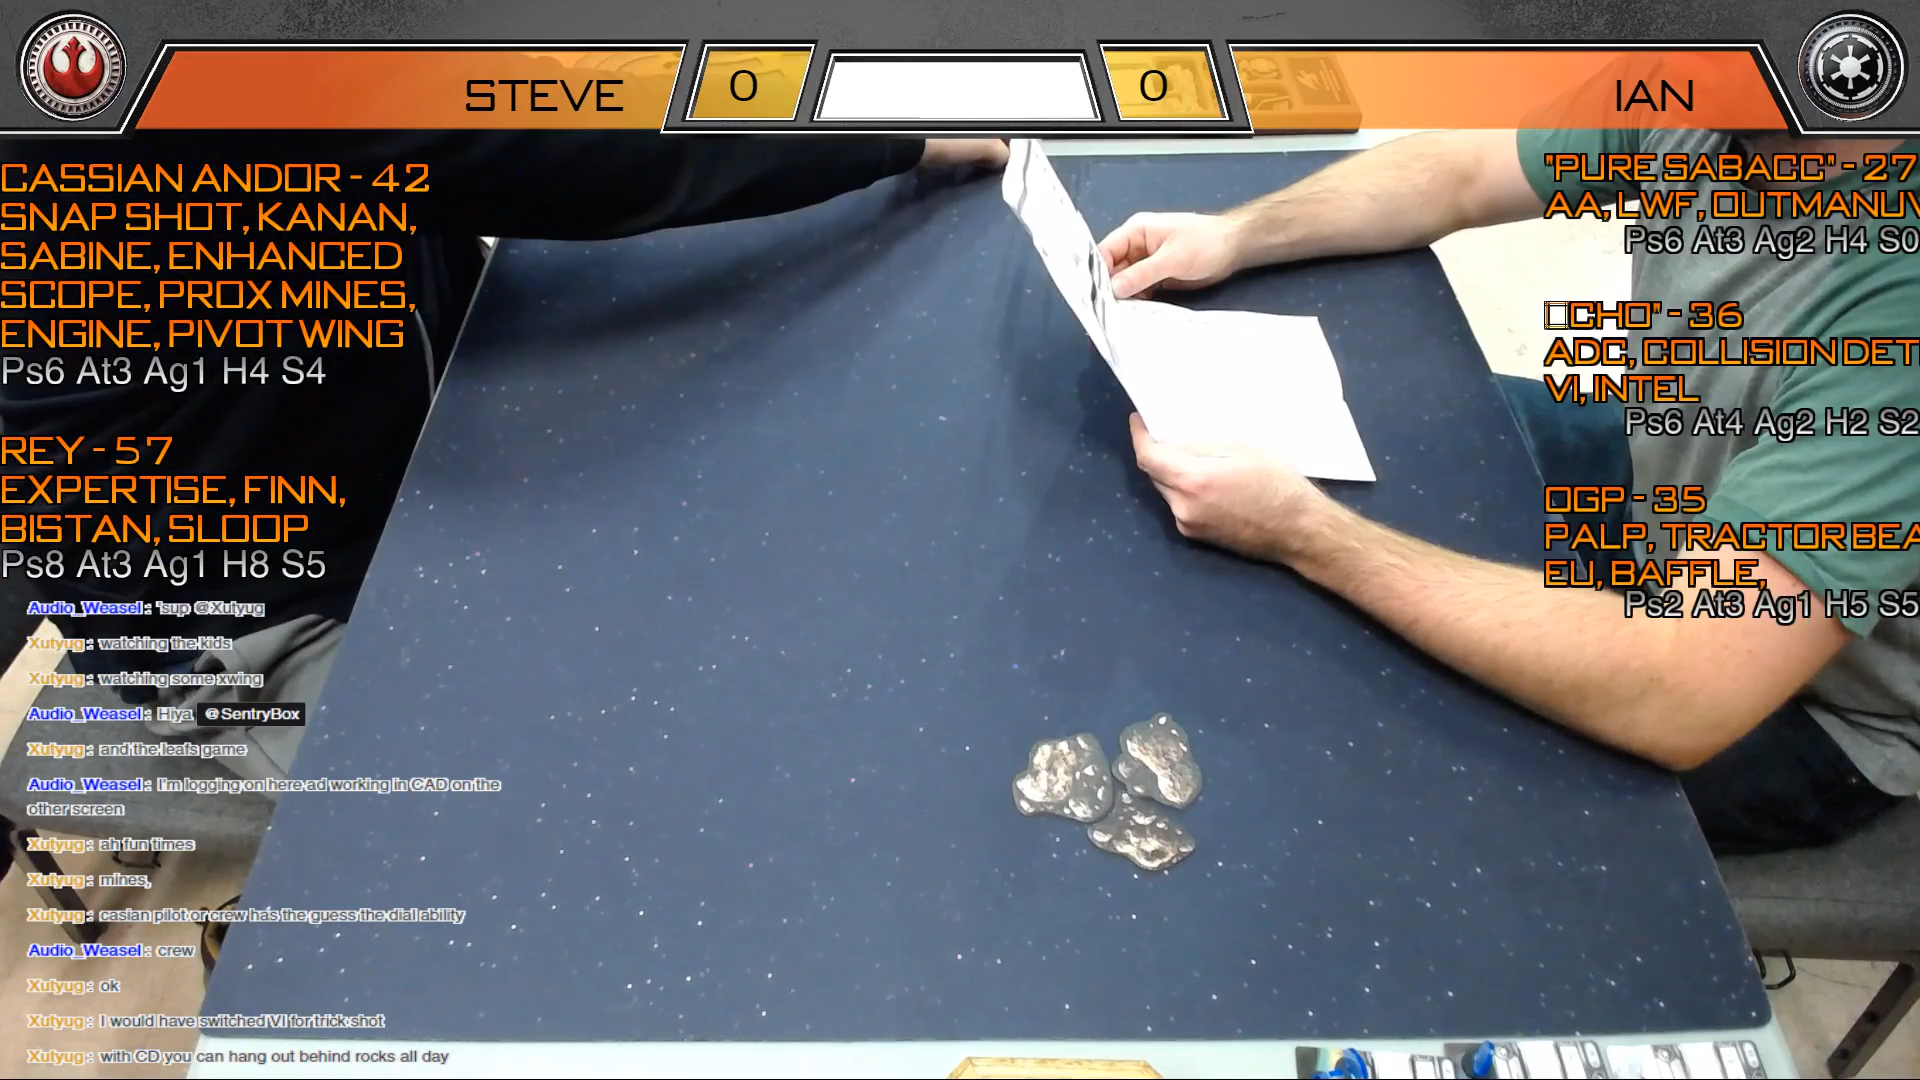 STEVE
0
0
IAN
CASSIAN ANDOR - 42
SNAP SHOT, KANAN,
SABINE, ENHANCED
SCOPE, PROX MINES,
ENGINE, PIVOT WING
Ps6 At3 Ag1 H4 S4
REY - 57
EXPERTISE, FINN,
BISTAN, SLOOP
Ps8 At3 Ag1 H8 S5
Audio_Weasel: 'sup @Xutyug
Xutyug: watching the kids
Xutyug: watching some xwing
Audio_Weasel: Hiya @SentryBox
Xutyug: and the leafs game
Audio_Weasel: I'm logging on here ad working in CAD on the
other screen
Xutyug: ah fun times
Xutyug: mines,
Xutyug: casian pilot or crew has the guess the dial ability
Audio_Weasel: crew
Xutyug: ok
Xutyug: I would have switched VI for trick shot
Xutyug: with CD you can hang out behind rocks all day
"PURE SABACC" - 27
AA, LWF, OUTMANUV
Ps6 At3 Ag2 H4 S0
CHO" - 36
ADC, COLLISION DET
VI, INTEL
Ps6 At4 Ag2 H2 S2
OGP - 35
PALP, TRACTOR BEA
EU, BAFFLE,
Ps2 At3 Ag1 H5 S5